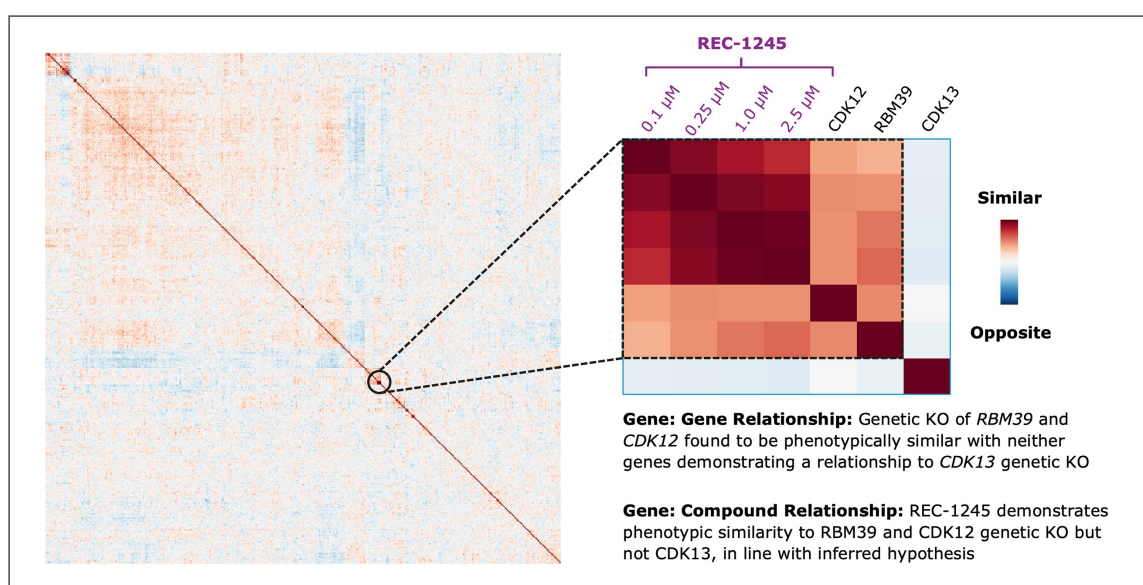 REC-1245
0.1 µM
0.25 µM
1.0 µM
2.5 µM
CDK12
RBM39
CDK13
Similar
Opposite
Gene: Gene Relationship: Genetic KO of RBM39 and
CDK12 found to be phenotypically similar with neither
genes demonstrating a relationship to CDK13 genetic KO
Gene: Compound Relationship: REC-1245 demonstrates
phenotypic similarity to RBM39 and CDK12 genetic KO but
not CDK13, in line with inferred hypothesis